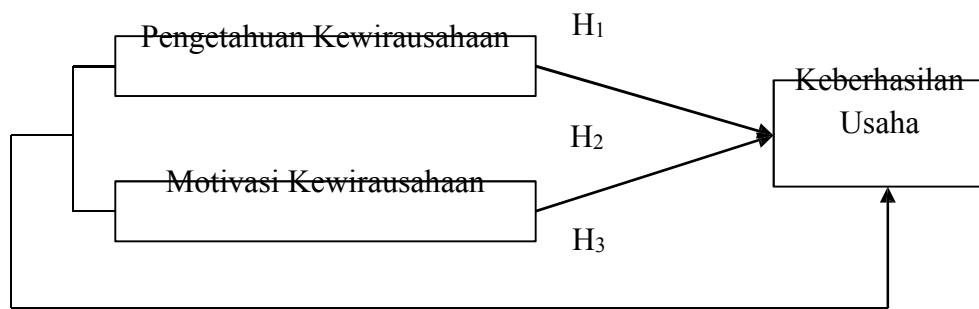 Pengetahuan Kewirausahaan
H₁
Keberhasilan
Usaha
H₂
Motivasi Kewirausahaan
H₃